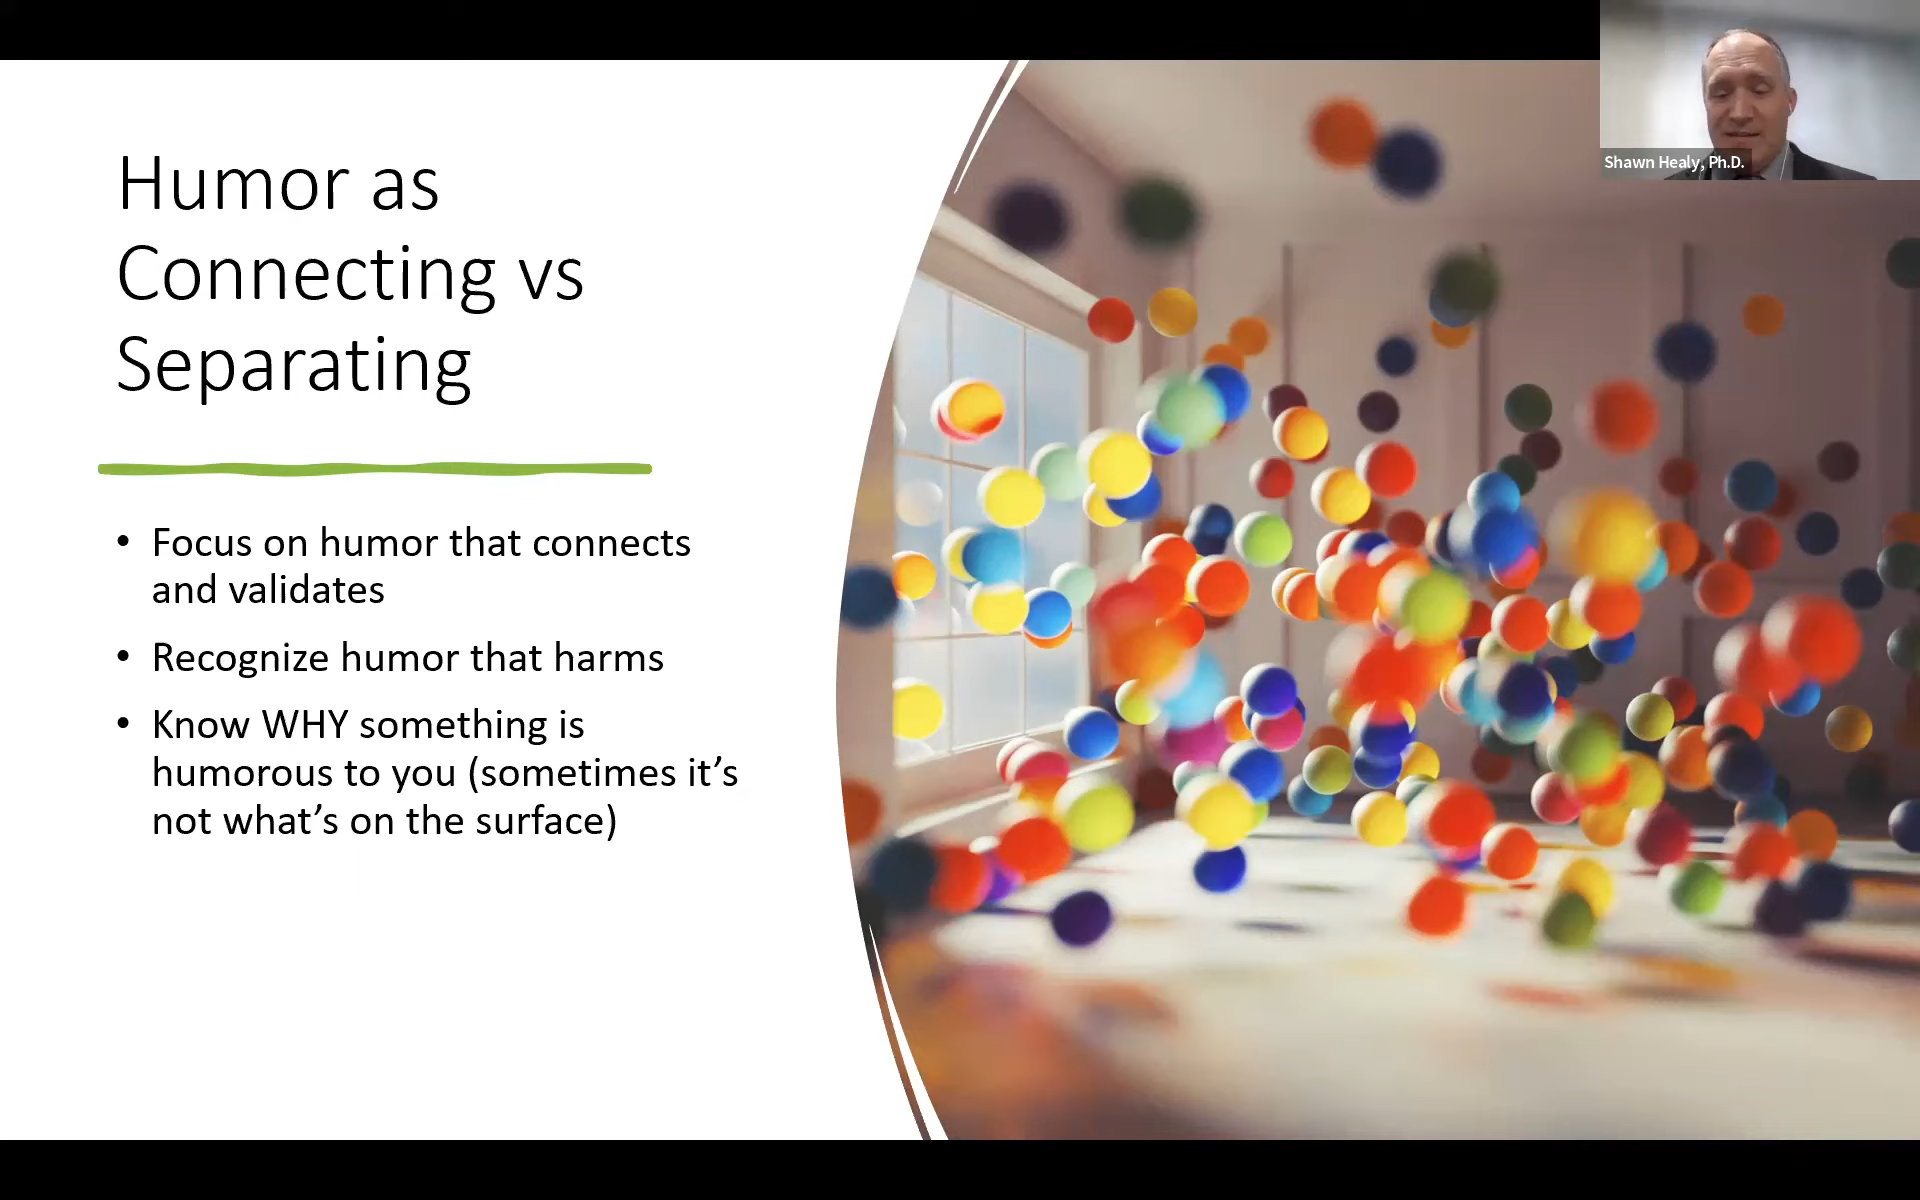 Humor as
Connecting vs
Separating
• Focus on humor that connects
and validates
• Recognize humor that harms
• Know WHY something is
humorous to you (sometimes it’s
not what’s on the surface)
Shawn Healy, Ph.D.